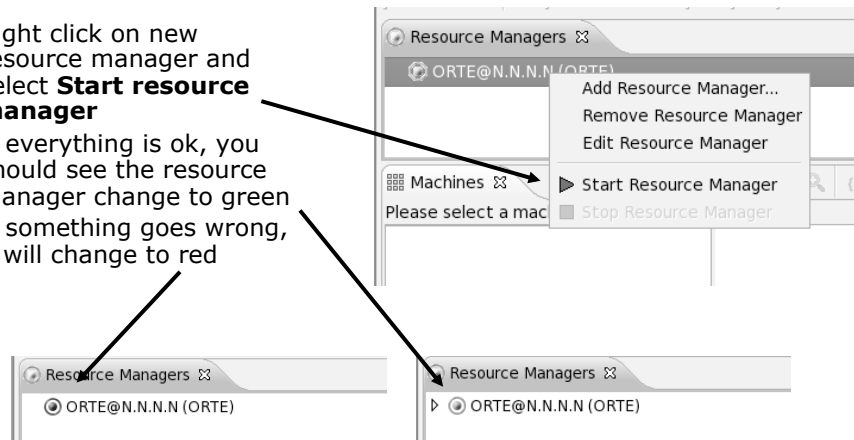 ght click on new
esource manager and
elect Start resource
anager
everything is ok, you
hould see the resource
anager change to green
something goes wrong,
will change to red
Resource Managers
ORTE@N.N.N.N (ORTE)
Add Resource Manager...
Remove Resource Manager
Edit Resource Manager
Start Resource Manager
Stop Resource Manager
Machines
Please select a mac
Resource Managers
ORTE@N.N.N.N (ORTE)
Resource Managers
ORTE@N.N.N.N (ORTE)